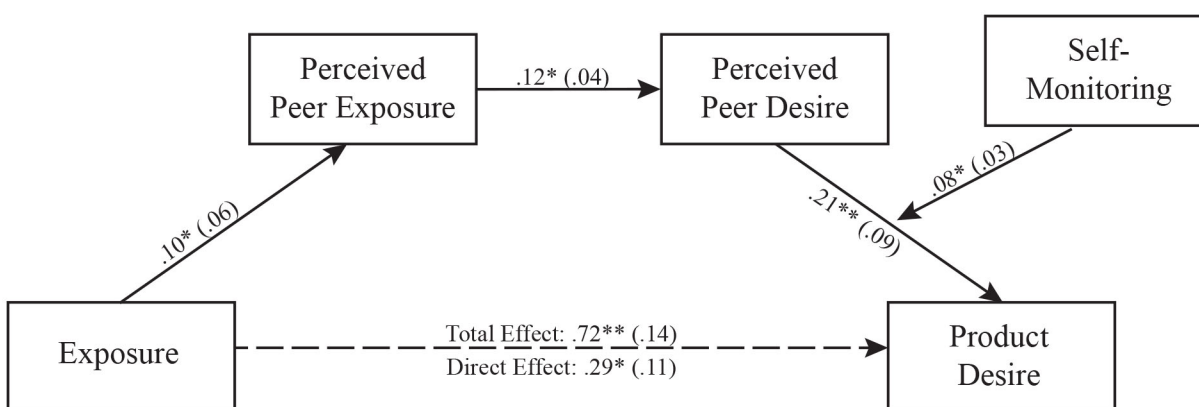 Perceived
Peer Exposure
.12* (.04)
Perceived
Peer Desire
Self-
Monitoring
.10* (.06)
.21** (.09)
.08* (.03)
Exposure
Total Effect: .72** (.14)
Direct Effect: .29* (.11)
Product
Desire